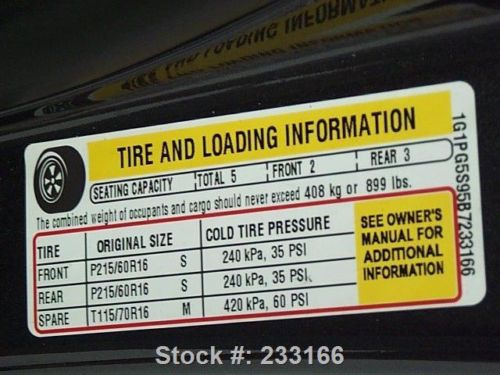 TIRE AND LOADING INFORMATION
SEATING CAPACITY TOTAL 5 FRONT 2 REAR 3
The combined weight of occupants and cargo should never exceed 408 kg or 899 lbs.
TIRE ORIGINAL SIZE COLD TIRE PRESSURE
FRONT P215/60R16 S 240 kPa, 35 PSI
REAR P215/60R16 S 240 kPa, 35 PSI
SPARE T115/70R16 M 420 kPa, 60 PSI
SEE OWNER'S
MANUAL FOR
ADDITIONAL
INFORMATION
1G1PG5S95B7233166
Stock #: 233166